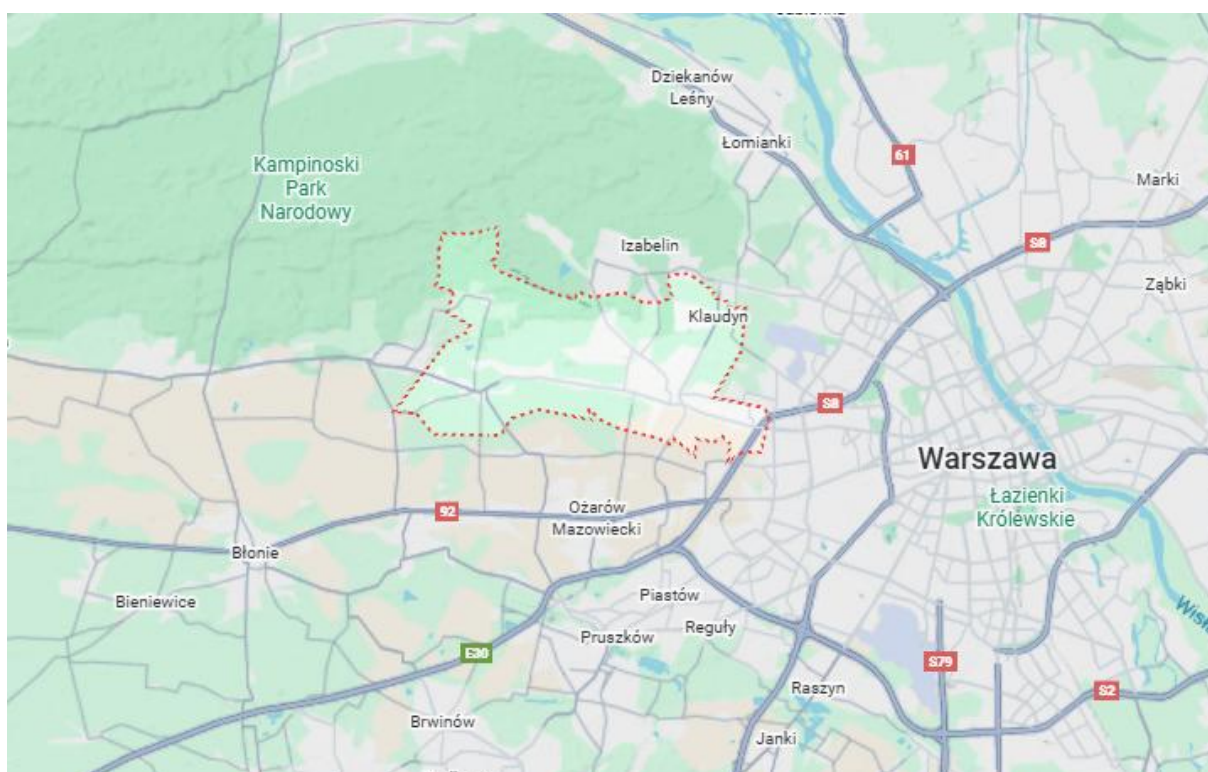 Dziekanów
Leśny
Łomianki
61
Kampinoski
Park
Narodowy
Marki
Izabelin
S8
Ząbki
Klaudyn
S8
Warszawa
Łazienki
Królewskie
92
Ożarów
Mazowiecki
Błonie
Bieniewice
Piastów
Reguły
Pruszków
E30
S79
Raszyn
S2
Brwinów
Janki